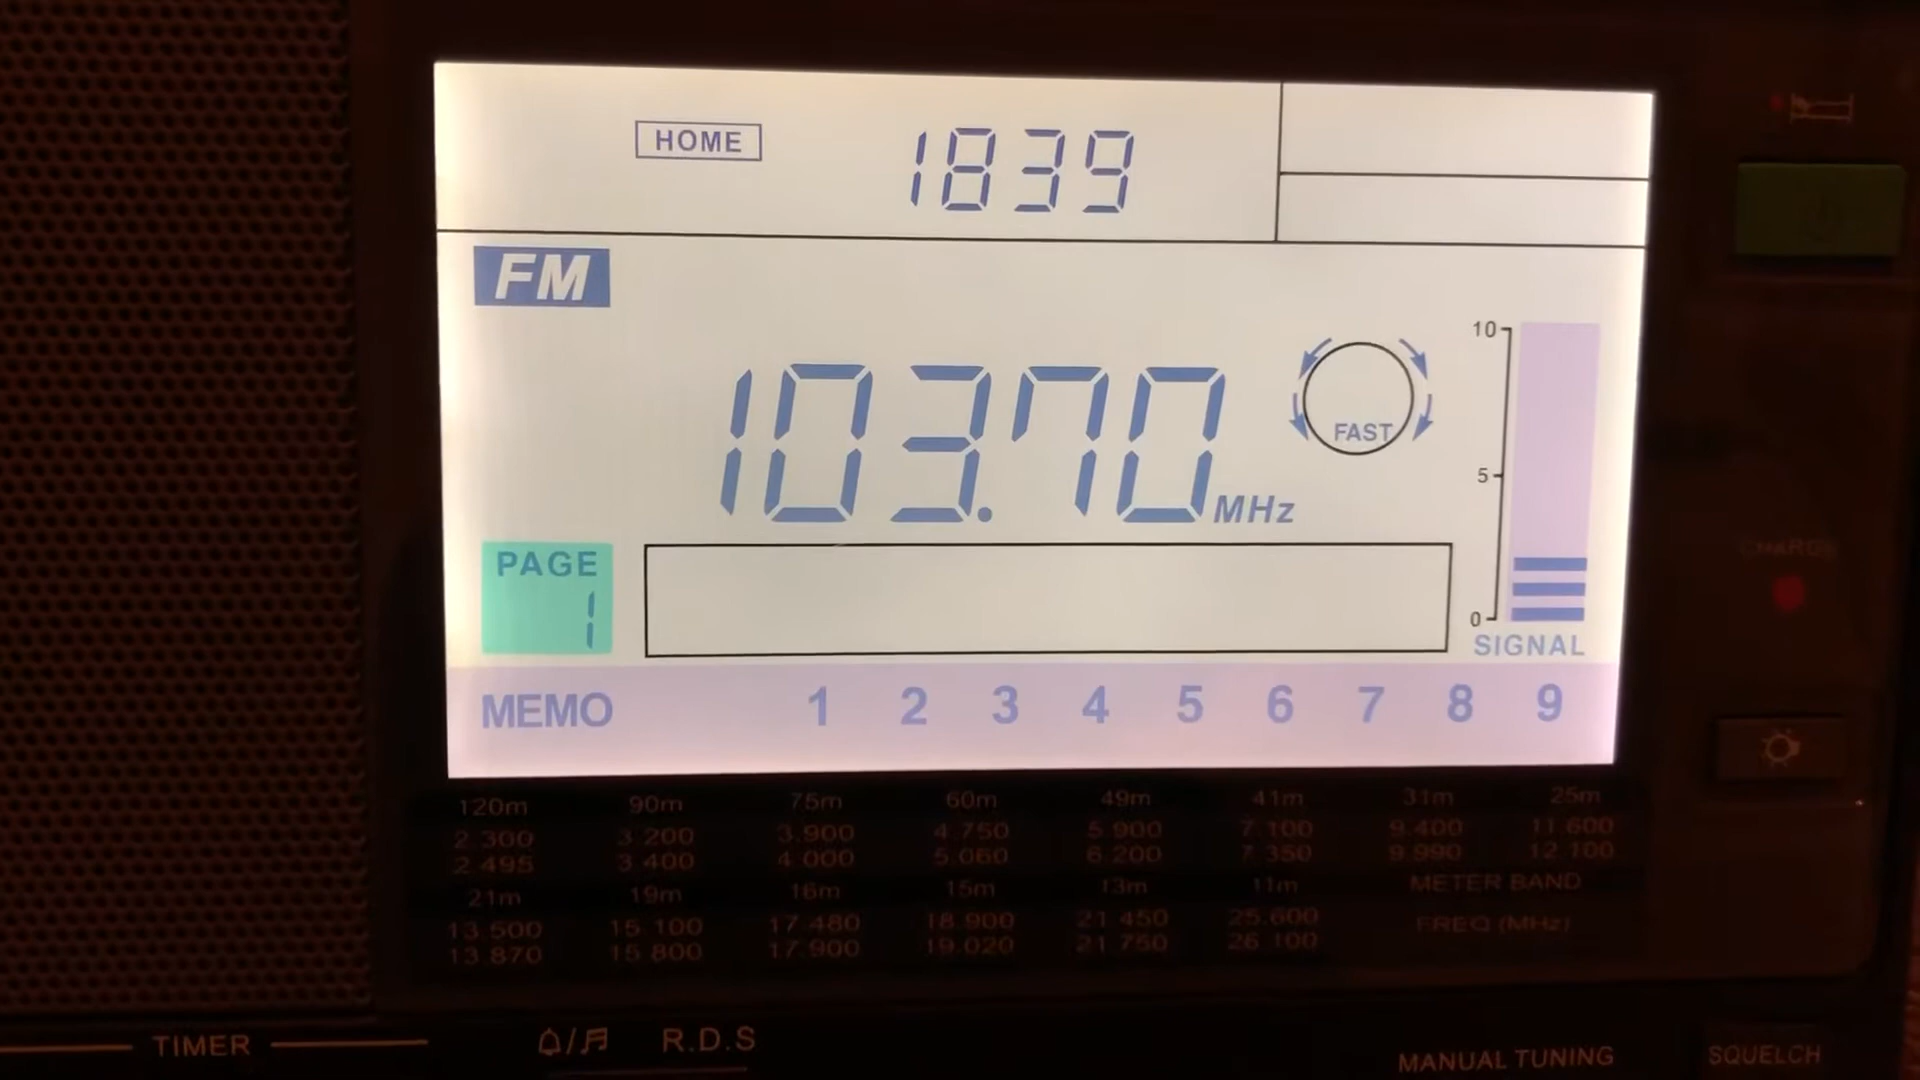 HOME 1839
FM
103.70 MHz
FAST
10
5
0
SIGNAL
PAGE
1
MEMO 1 2 3 4 5 6 7 8 9
CHARGE
120m 90m 75m 60m 49m 41m 31m 25m
2.300 3.200 3.900 4.750 5.900 7.100 9.400 11.600
2.495 3.400 4.000 5.060 6.200 7.350 9.990 12.100
21m 19m 16m 15m 13m 11m METER BAND
13.500 15.100 17.480 18.900 21.450 25.600 FREQ (MHz)
13.870 15.800 17.900 19.020 21.750 26.100
TIMER R.D.S MANUAL TUNING SQUELCH